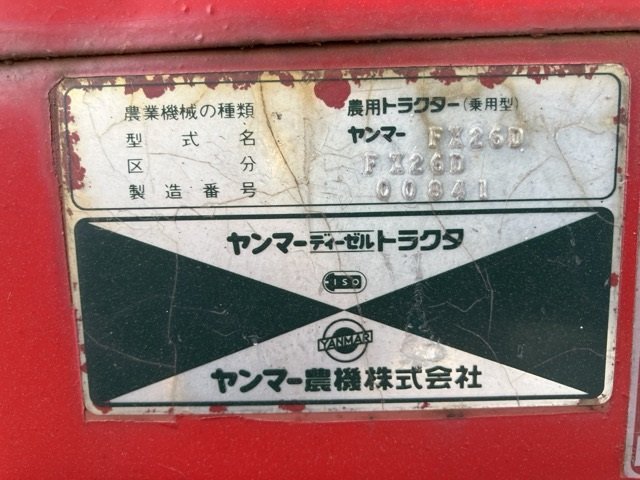 農業機械の種類 農用トラクター(乗用型)
型式名 ヤンマー FX26D
区分 FX26D
製造番号 00841
ヤンマーディーゼルトラクタ
ISO
YANMAR
ヤンマー農機株式会社